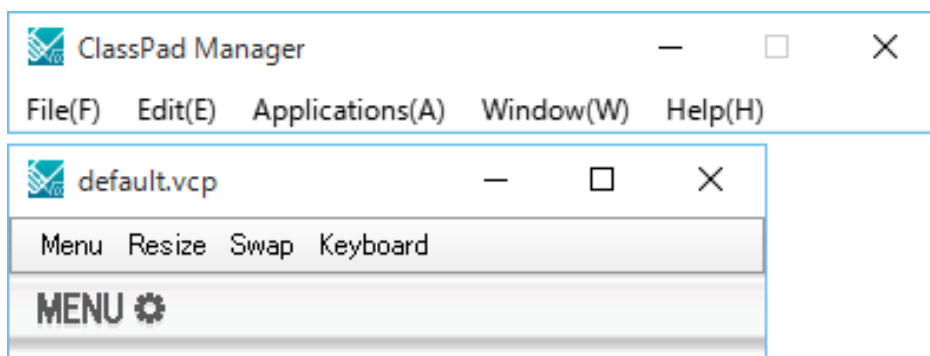 ClassPad Manager
File(F) Edit(E) Applications(A) Window(W) Help(H)
default.vcp
Menu Resize Swap Keyboard
MENU